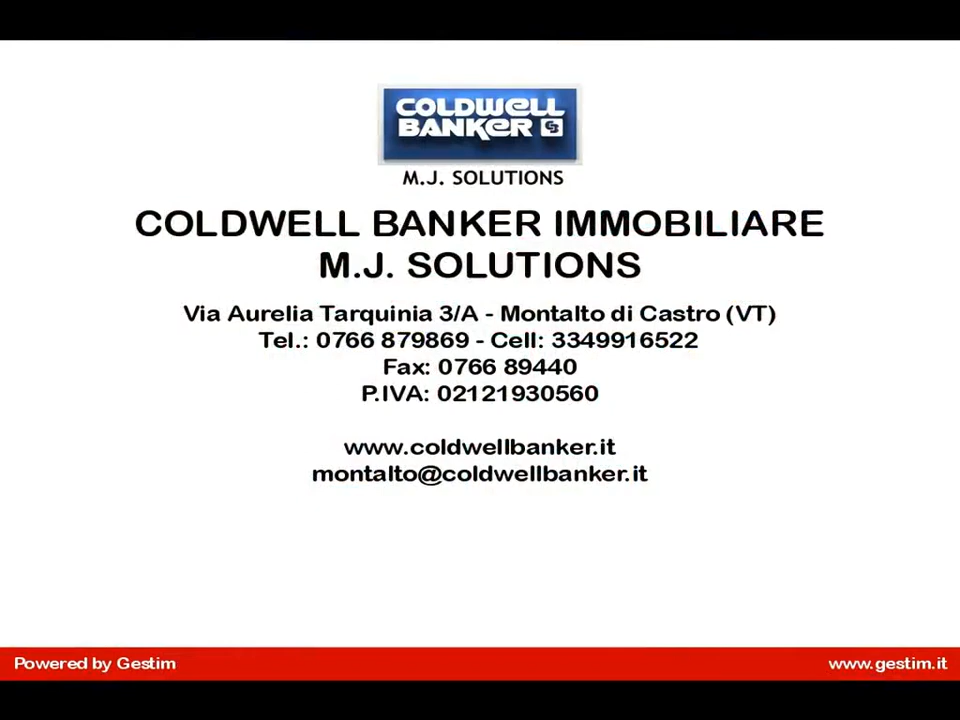 COLDWELL
BANKER CB
M.J. SOLUTIONS
COLDWELL BANKER IMMOBILIARE
M.J. SOLUTIONS
Via Aurelia Tarquinia 3/A - Montalto di Castro (VT)
Tel.: 0766 879869 - Cell: 3349916522
Fax: 0766 89440
P.IVA: 02121930560
www.coldwellbanker.it
montalto@coldwellbanker.it
Powered by Gestim
www.gestim.it